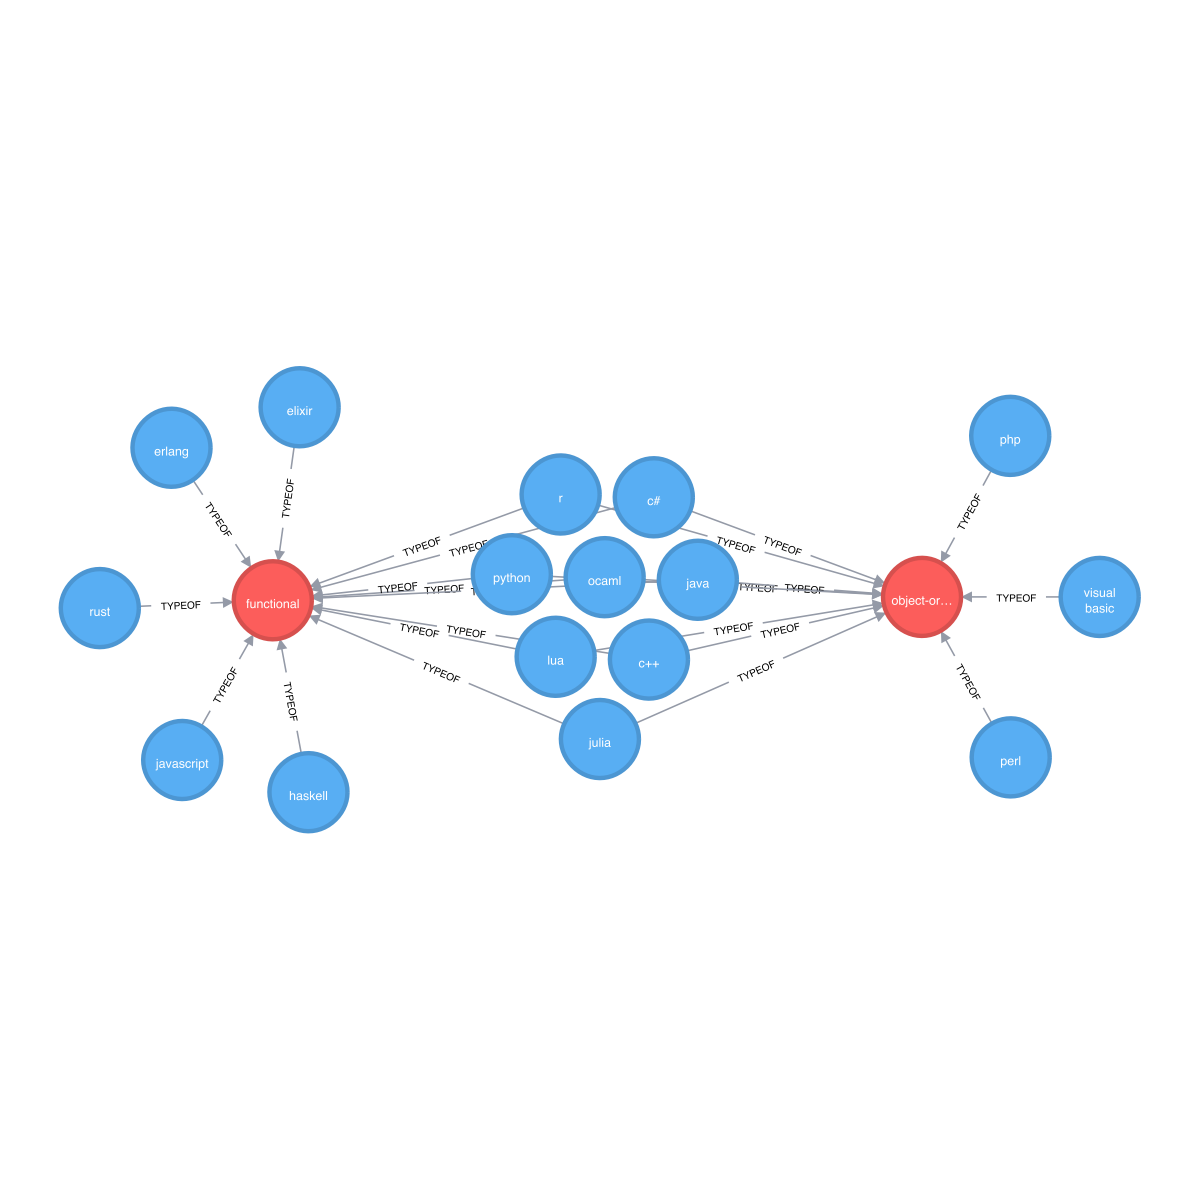 elixir
TYPEOF
erlang
TYPEOF
php
TYPEOF
r
TYPEOF
c#
TYPEOF
TYPEOF
TYPEOF
python
TYPEOF
TYPEOF
ocaml
java
TYPEOF
TYPEOF
functional
object-or...
rust
TYPEOF
visual
basic
TYPEOF
TYPEOF
TYPEOF
TYPEOF
TYPEOF
lua
c++
TYPEOF
TYPEOF
julia
TYPEOF
TYPEOF
javascript
TYPEOF
haskell
TYPEOF
perl